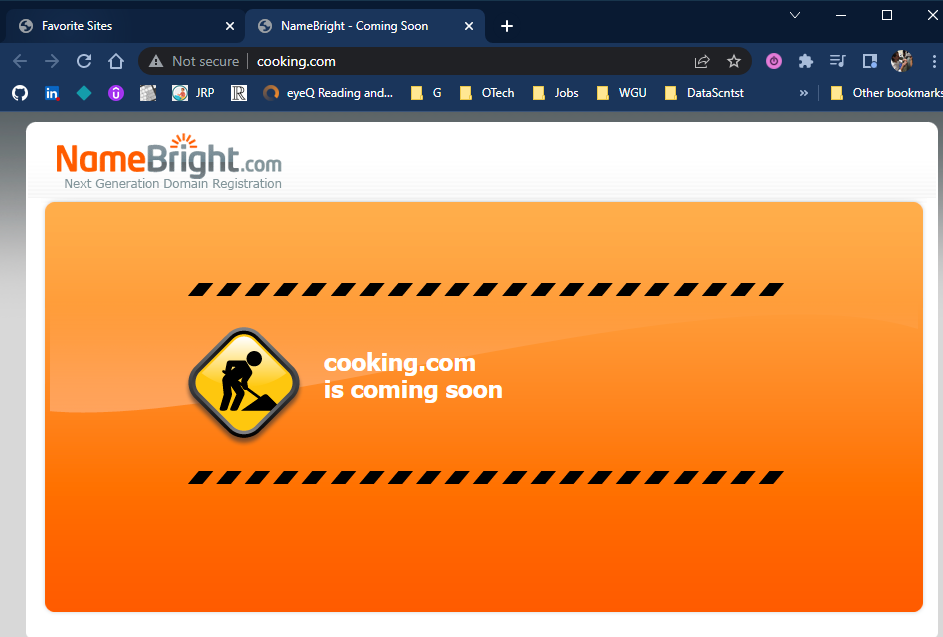 Favorite Sites
NameBright - Coming Soon
Not secure
cooking.com
in
JRP
R
eyeQ Reading and...
G
OTech
Jobs
WGU
DataScntst
»
Other bookmarks
NameBright.com
Next Generation Domain Registration
cooking.com
is coming soon